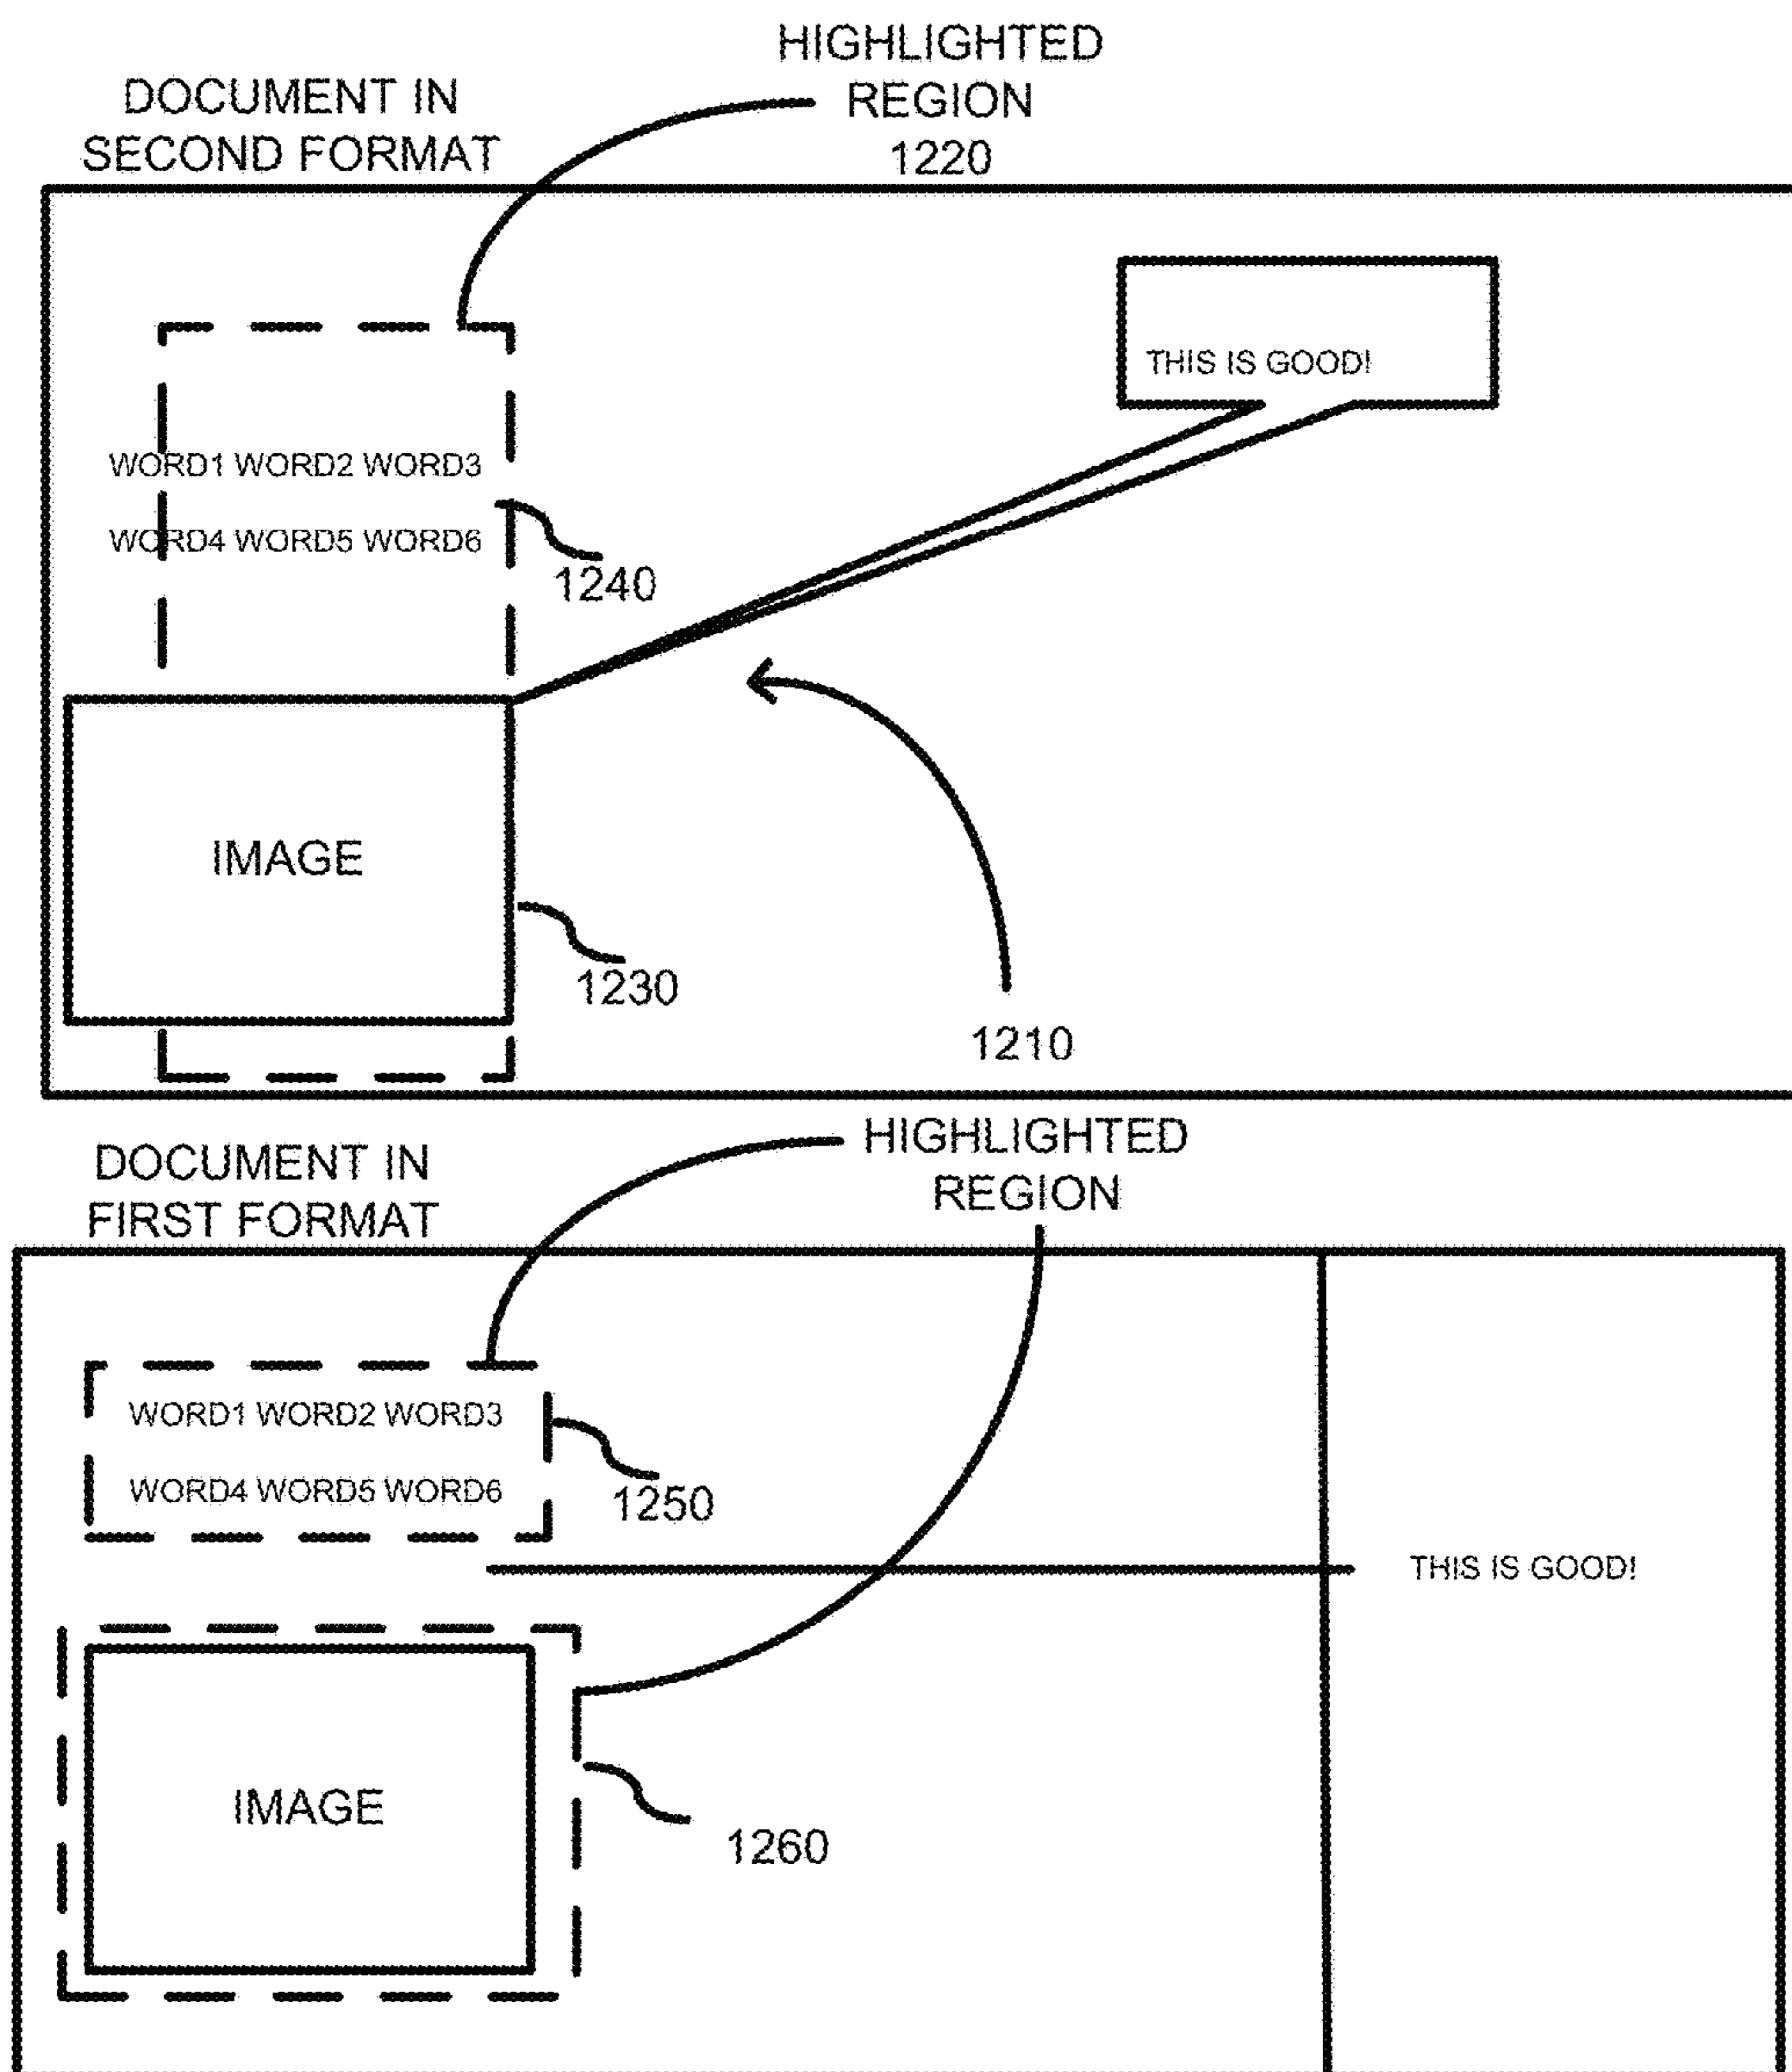 HIGHLIGHTED
REGION
1220
DOCUMENT IN
SECOND FORMAT
THIS IS GOOD!
WORD1 WORD2 WORD3
WORD4 WORD5 WORD6
1240
IMAGE
1230
1210
HIGHLIGHTED
REGION
DOCUMENT IN
FIRST FORMAT
WORD1 WORD2 WORD3
WORD4 WORD5 WORD6
1250
THIS IS GOOD!
IMAGE
1260